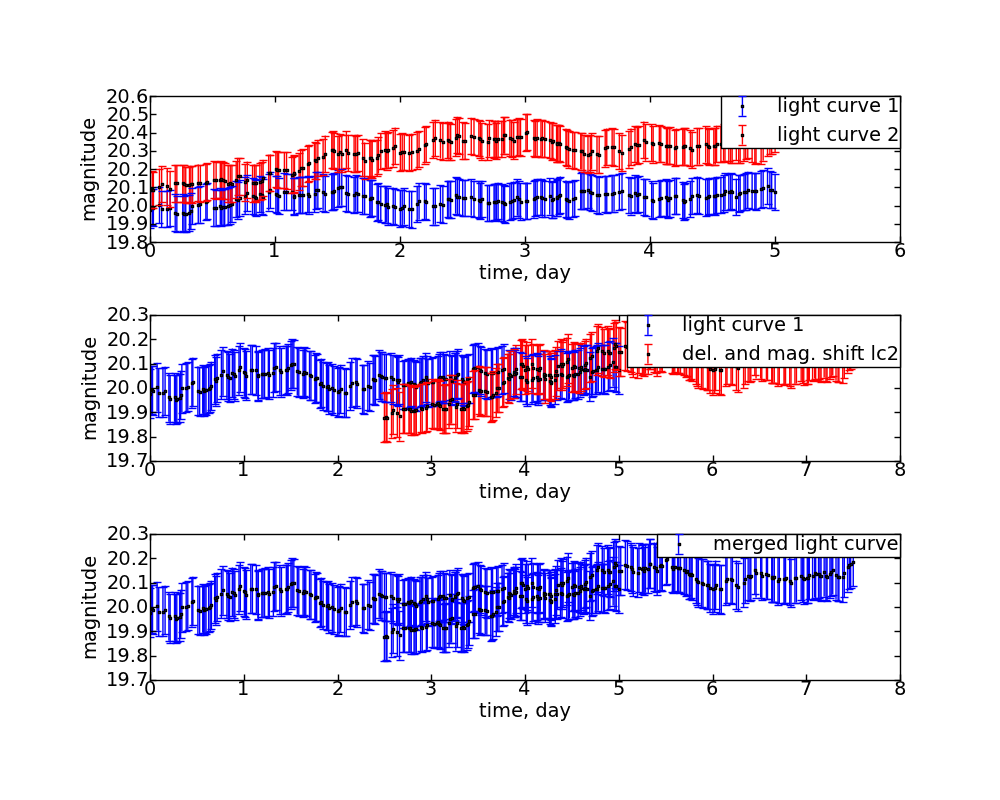 20.6
20.5
20.4
20.3
20.2
20.1
20.0
19.9
19.8
magnitude
light curve 1
light curve 2
0 1 2 3 4 5 6
time, day
20.3
20.2
20.1
20.0
19.9
19.8
19.7
magnitude
light curve 1
del. and mag. shift lc2
0 1 2 3 4 5 6 7 8
time, day
20.3
20.2
20.1
20.0
19.9
19.8
19.7
magnitude
merged light curve
0 1 2 3 4 5 6 7 8
time, day